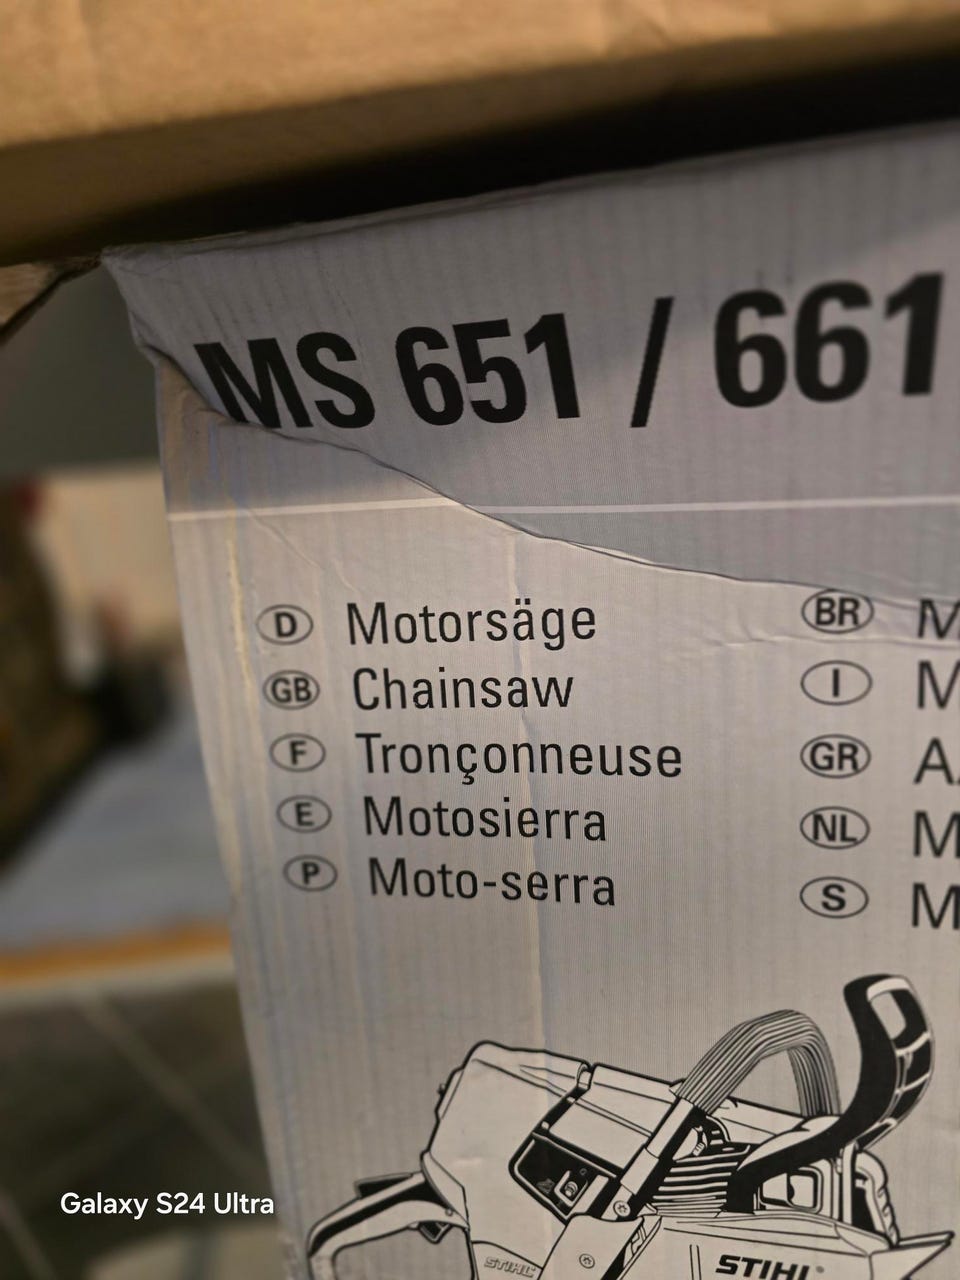 MS 651 / 661
D Motorsäge
GB Chainsaw
F Tronçonneuse
E Motosierra
P Moto-serra
BR M
I M
GR A
NL M
S M
STIHL
STIHL®
Galaxy S24 Ultra